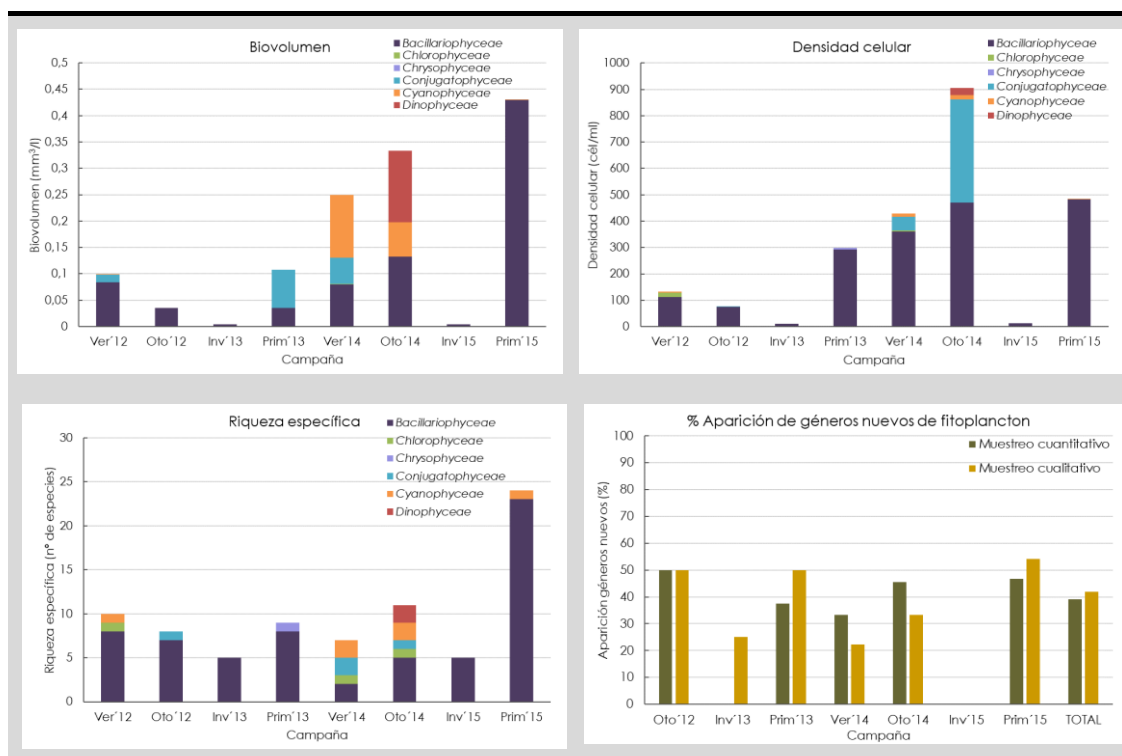 Biovolumen
Bacillariophyceae
Chlorophyceae
Chrysophyceae
Conjugatophyceae
Cyanophyceae
Dinophyceae
Biovolumen (mm³/l)
0,5
0,45
0,4
0,35
0,3
0,25
0,2
0,15
0,1
0,05
0
Ver´12 Oto´12 Inv´13 Prim´13 Ver´14 Oto´14 Inv´15 Prim´15
Campaña
Densidad celular
Bacillariophyceae
Chlorophyceae
Chrysophyceae
Conjugatophyceae
Cyanophyceae
Dinophyceae
Densidad celular (cél/ml)
1000
900
800
700
600
500
400
300
200
100
0
Ver´12 Oto´12 Inv´13 Prim´13 Ver´14 Oto´14 Inv´15 Prim´15
Campaña
Riqueza específica
Bacillariophyceae
Chlorophyceae
Chrysophyceae
Conjugatophyceae
Cyanophyceae
Dinophyceae
Riqueza específica (nº de especies)
30
25
20
15
10
5
0
Ver´12 Oto´12 Inv´13 Prim´13 Ver´14 Oto´14 Inv´15 Prim´15
Campaña
% Aparición de géneros nuevos de fitoplancton
Muestreo cuantitativo
Muestreo cualitativo
Aparición géneros nuevos (%)
100
90
80
70
60
50
40
30
20
10
0
Oto´12 Inv´13 Prim´13 Ver´14 Oto´14 Inv´15 Prim´15 TOTAL
Campaña